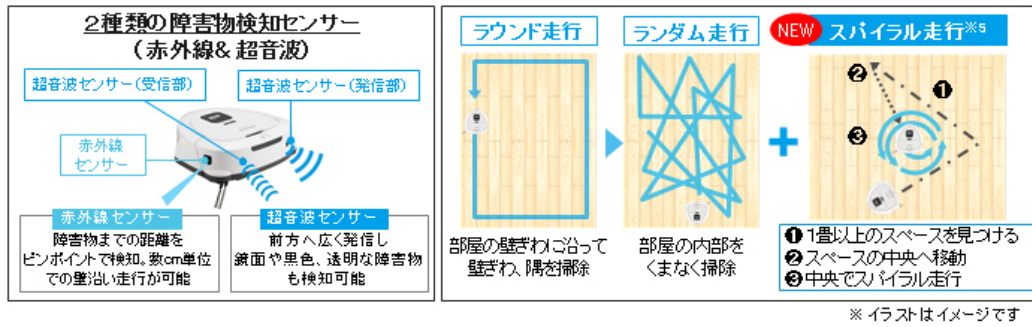 2種類の障害物検知センサー
(赤外線&超音波)
超音波センサー(受信部)
超音波センサー(発信部)
赤外線
センサー
赤外線センサー
障害物までの距離を
ピンポイントで検知。数cm単位
での壁沿い走行が可能
超音波センサー
前方へ広く発信し
鏡面や黒色、透明な障害物
も検知可能
ラウンド走行
部屋の壁ぎわに沿って
壁ぎわ、隅を掃除
ランダム走行
部屋の内部を
くまなく掃除
+
NEW スパイラル走行※5
❷
❶
❸
❶1畳以上のスペースを見つける
❷スペースの中央へ移動
❸中央でスパイラル走行
※イラストはイメージです